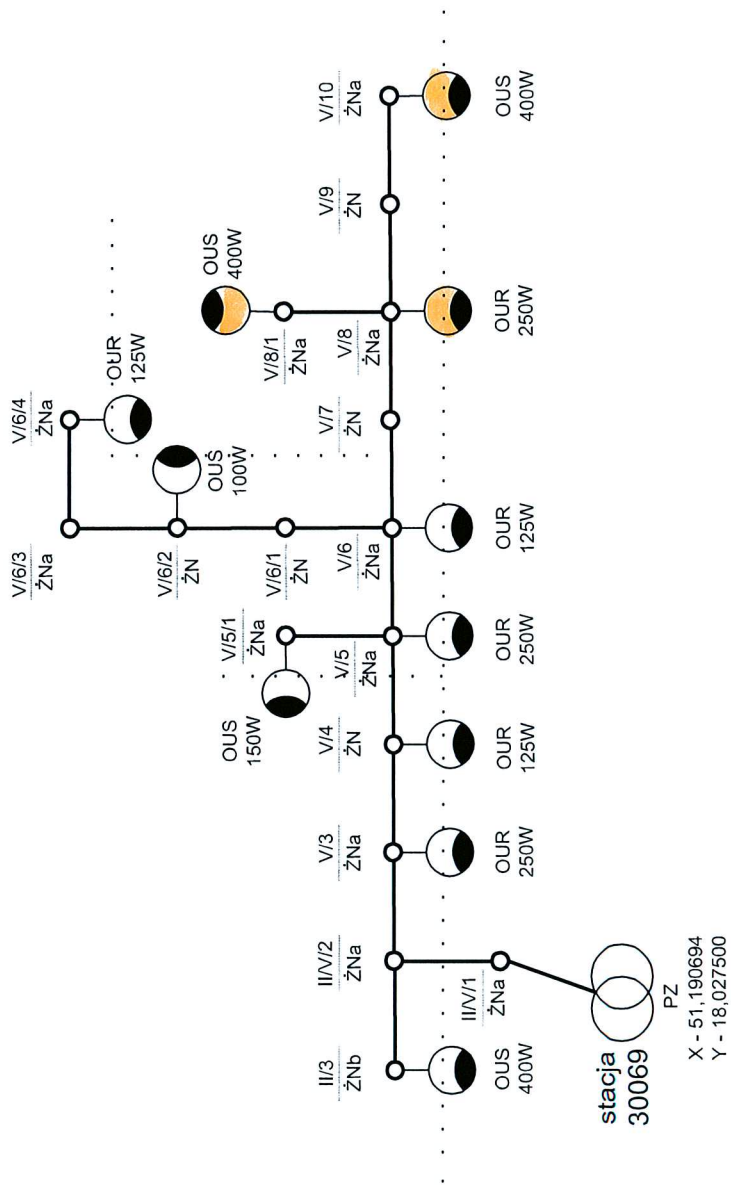 V/6/3
ŻNa
V/6/4
ŻNa
OUR
125W
V/6/2
ŻN
OUS
100W
V/6/1
ŻN
V/5/1
ŻNa
OUS
150W
V/8/1
ŻNa
OUS
400W
II/3
ŻNb
II/V/2
ŻNa
V/3
ŻNa
V/4
ŻN
V/5
ŻNa
V/6
ŻNa
V/7
ŻN
V/8
ŻNa
V/9
ŻN
V/10
ŻNa
OUS
400W
II/V/1
ŻNa
OUR
250W
OUR
125W
OUR
250W
OUR
125W
OUR
250W
OUS
400W
stacja
30069
PZ
X - 51,190694
Y - 18,027500